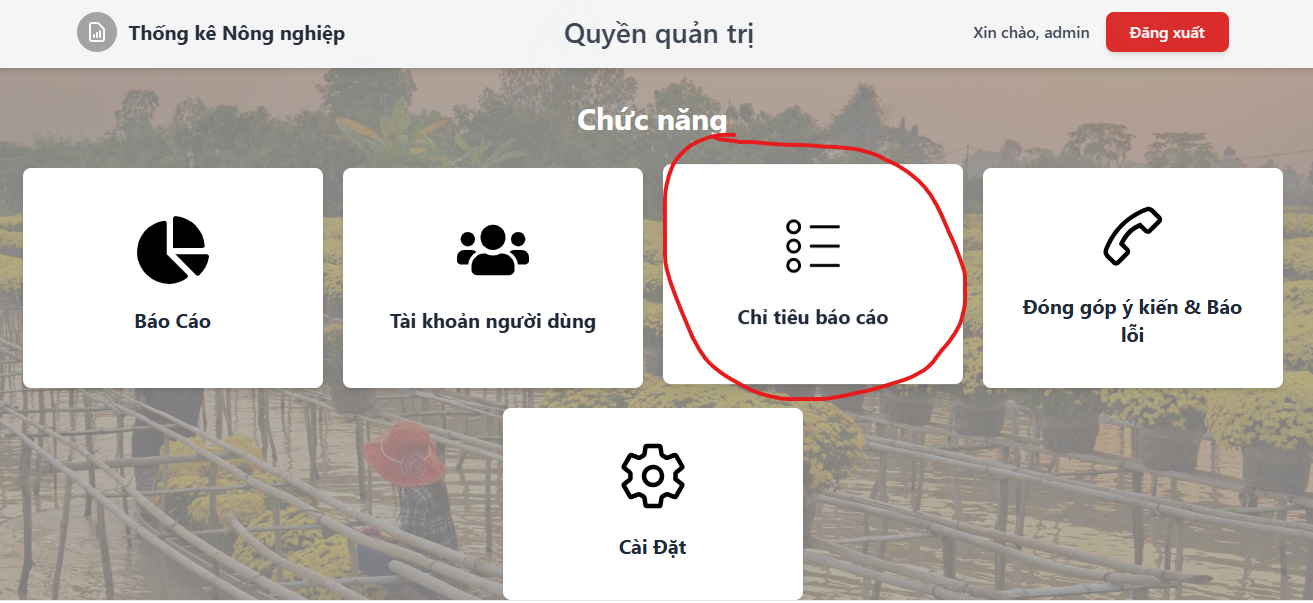 Thống kê Nông nghiệp
Quyền quản trị
Xin chào, admin
Đăng xuất
Chức năng
Báo Cáo
Tài khoản người dùng
Chỉ tiêu báo cáo
Đóng góp ý kiến & Báo
lỗi
Cài Đặt